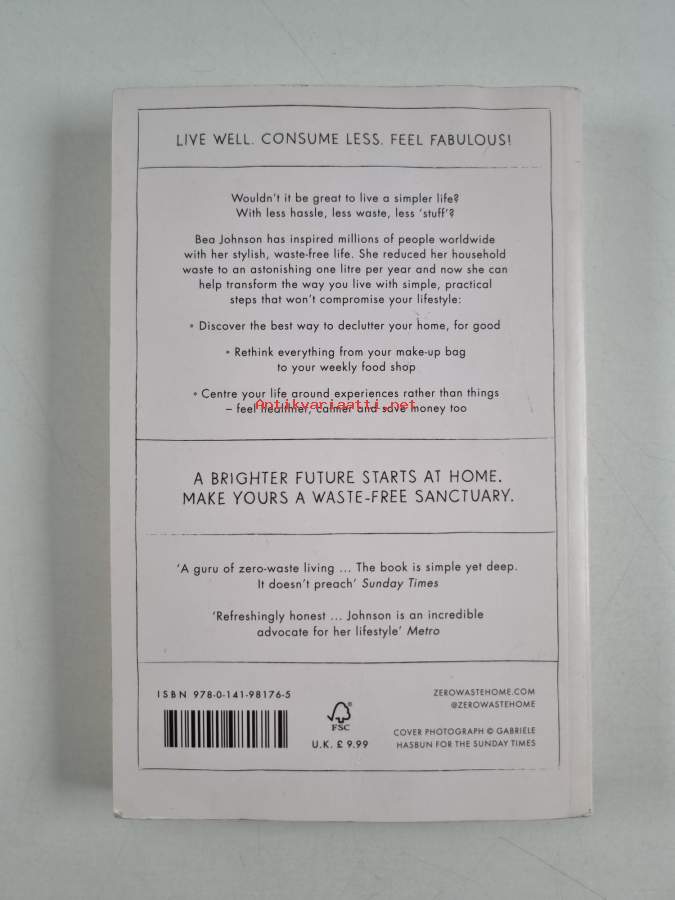 LIVE WELL. CONSUME LESS. FEEL FABULOUS!
Wouldn't it be great to live a simpler life?
With less hassle, less waste, less 'stuff'?
Bea Johnson has inspired millions of people worldwide
with her stylish, waste-free life. She reduced her household
waste to an astonishing one litre per year and now she can
help transform the way you live with simple, practical
steps that won't compromise your lifestyle:
• Discover the best way to declutter your home, for good
• Rethink everything from your make-up bag
to your weekly food shop
• Centre your life around experiences rather than things
Antikvariaatti.net
– feel healthier, calmer and save money too
A BRIGHTER FUTURE STARTS AT HOME.
MAKE YOURS A WASTE-FREE SANCTUARY.
'A guru of zero-waste living ... The book is simple yet deep.
It doesn't preach' Sunday Times
'Refreshingly honest ... Johnson is an incredible
advocate for her lifestyle' Metro
ISBN 978-0-141-98176-5
FSC
U.K. £ 9.99
ZEROWASTEHOME.COM
@ZEROWASTEHOME
COVER PHOTOGRAPH © GABRIELE
HASBUN FOR THE SUNDAY TIMES